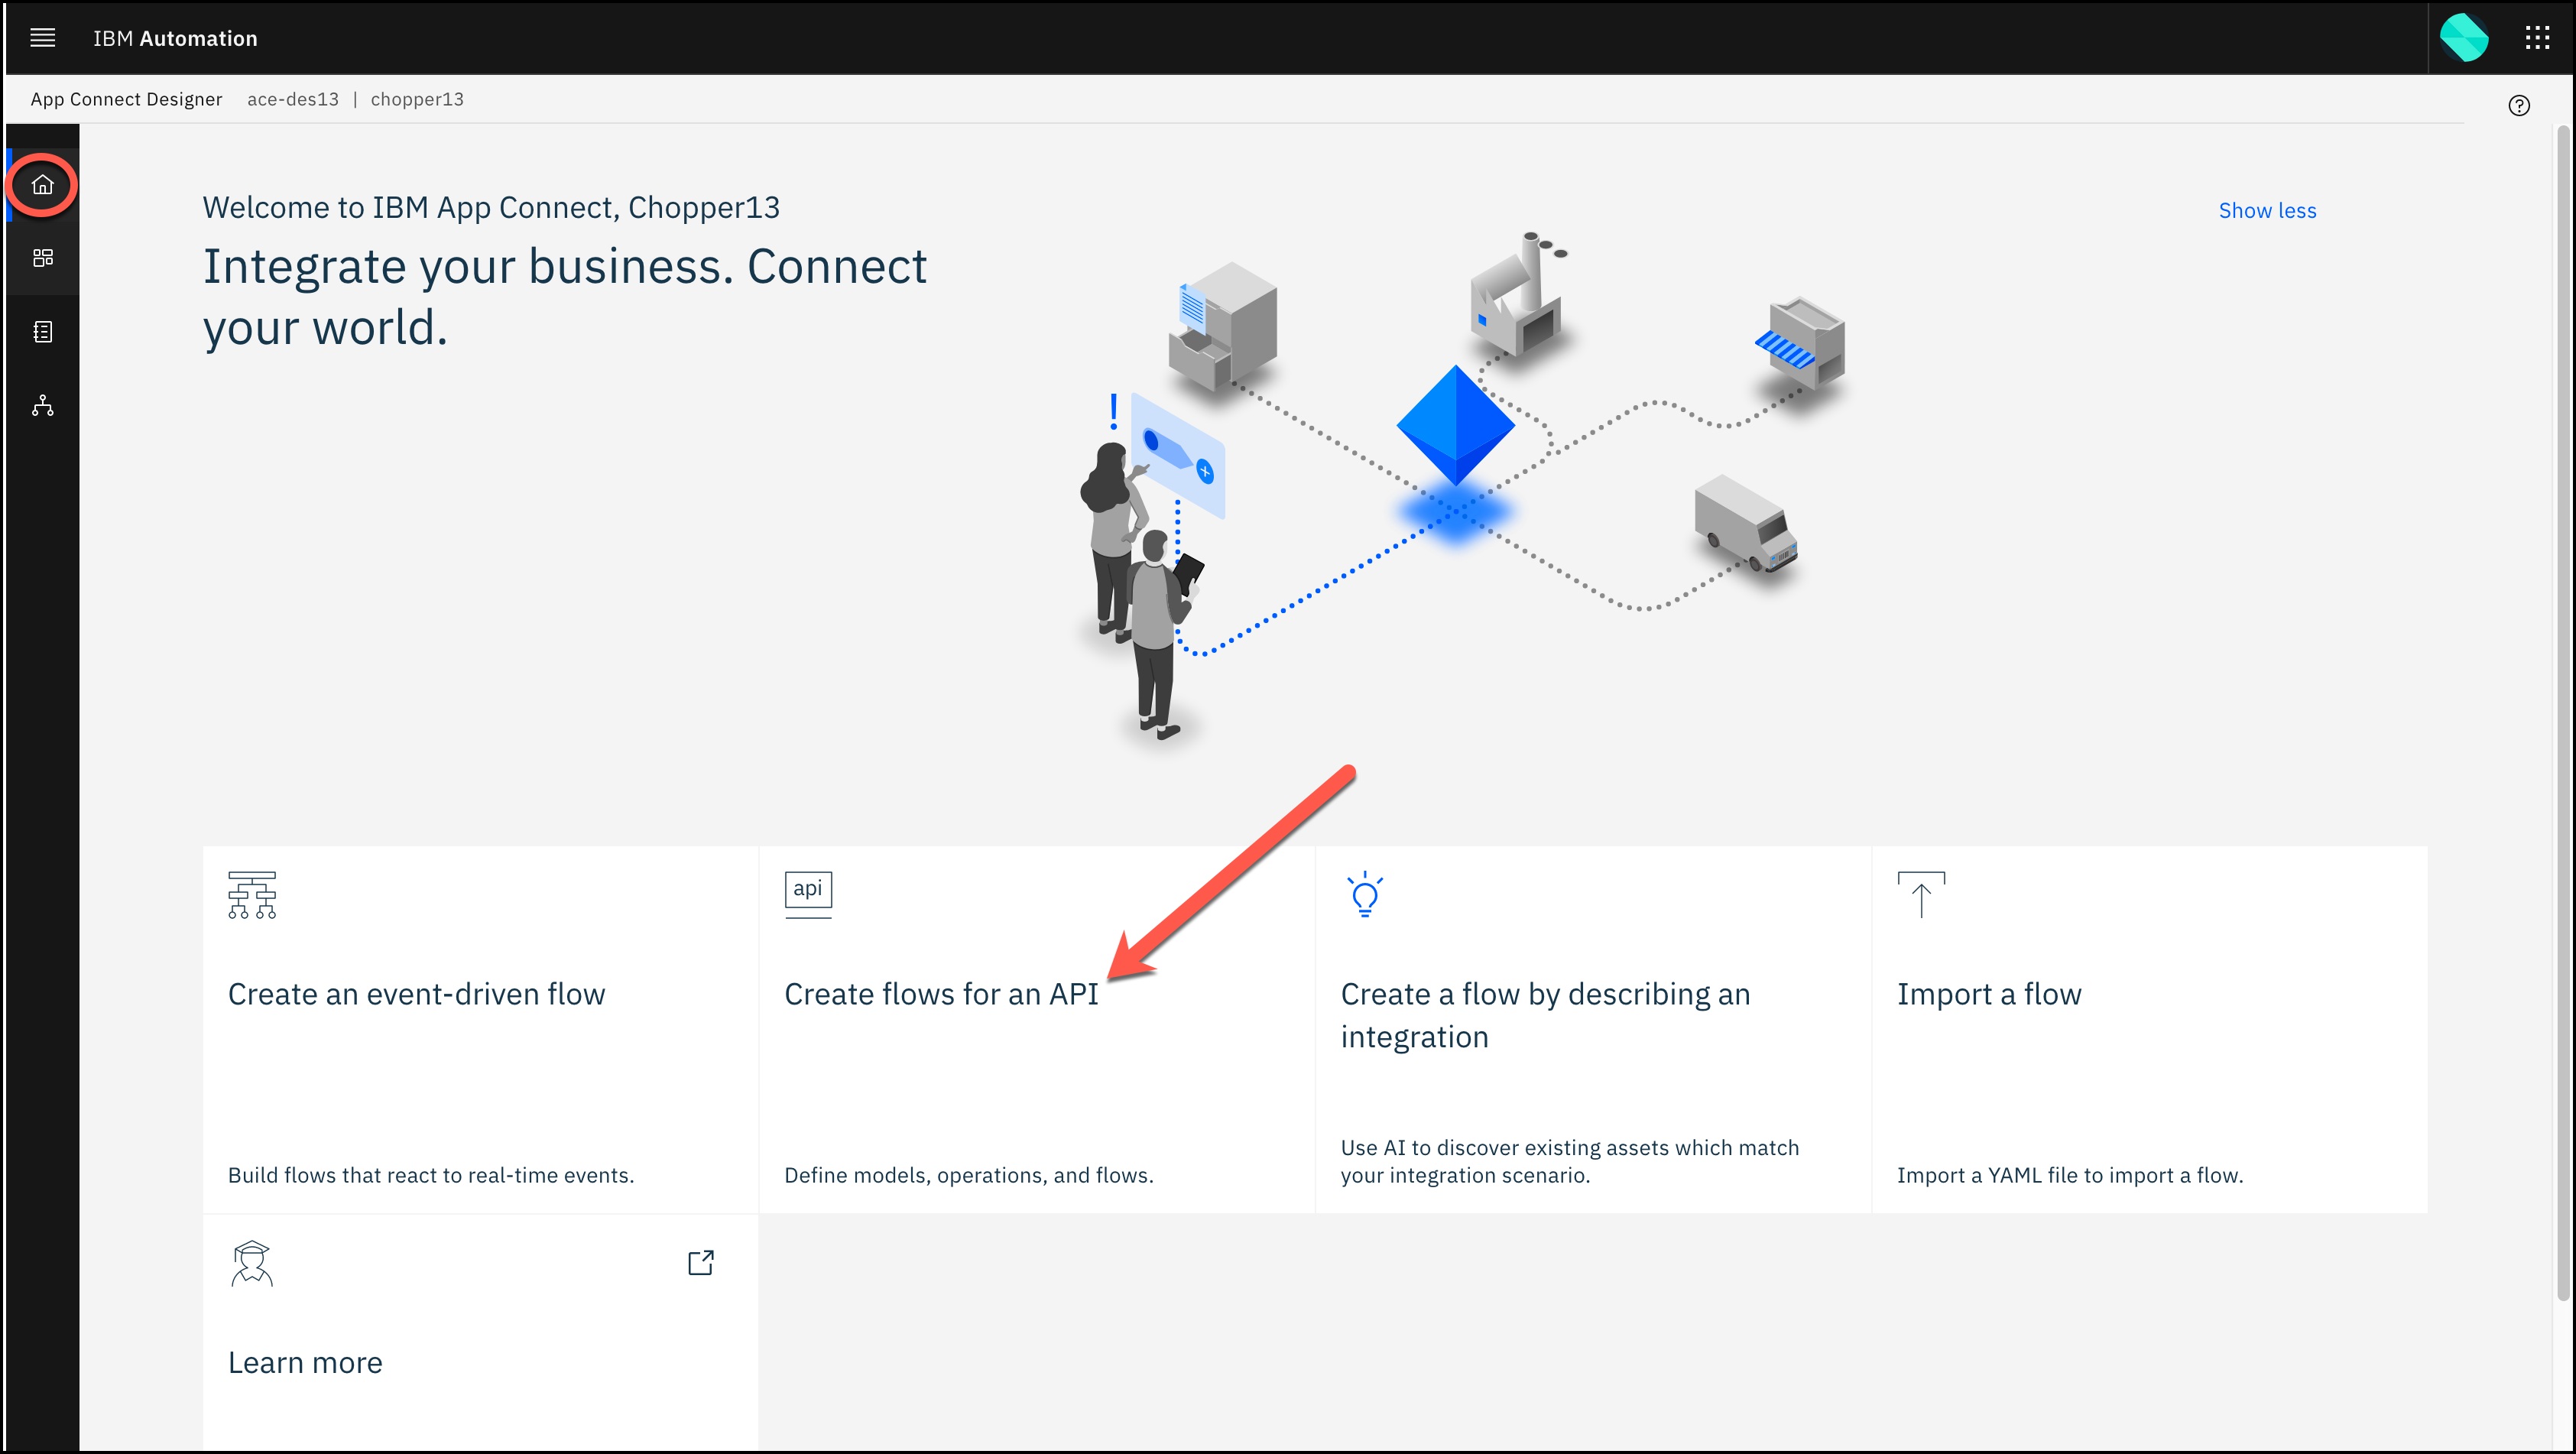 IBM Automation
App Connect Designer ace-des13 | chopper13
Welcome to IBM App Connect, Chopper13
Show less
Integrate your business. Connect
your world.
!
api
Create an event-driven flow
Build flows that react to real-time events.
Create flows for an API
Define models, operations, and flows.
Create a flow by describing an
integration
Use AI to discover existing assets which match
your integration scenario.
Import a flow
Import a YAML file to import a flow.
Learn more